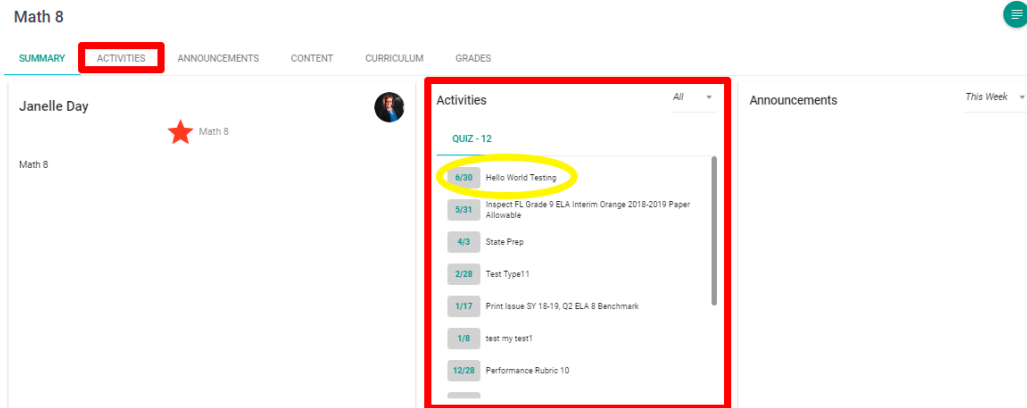 Math 8
SUMMARY ACTIVITIES ANNOUNCEMENTS CONTENT CURRICULUM GRADES
Janelle Day
Math 8
Math 8
Activities All
QUIZ - 12
6/30 Hello World Testing
5/31 Inspect FL Grade 9 ELA Interim Orange 2018-2019 Paper
Allowable
4/3 State Prep
2/28 Test Type11
1/17 Print Issue SY 18-19, Q2 ELA 8 Benchmark
1/8 test my test1
12/28 Performance Rubric 10
Announcements This Week